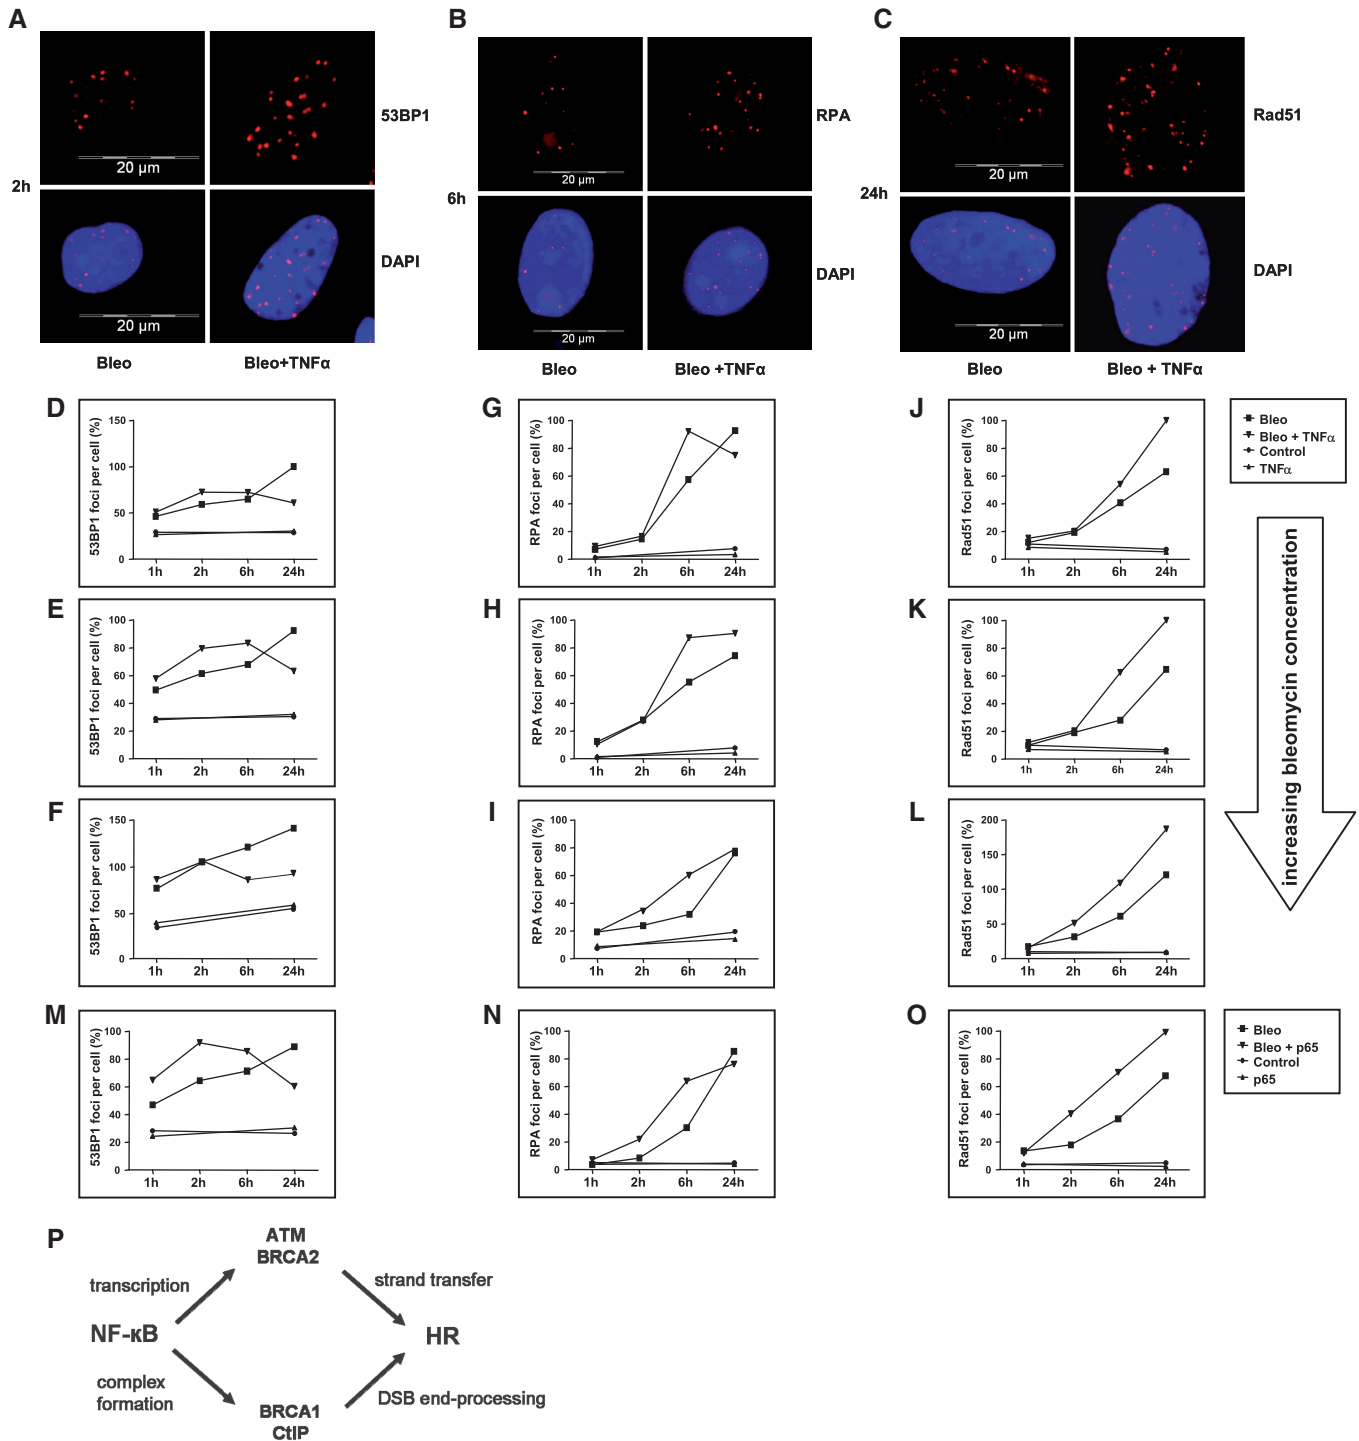 A
B
C
53BP1
RPA
Rad51
20 µm
20 µm
20 µm
2h
6h
24h
DAPI
DAPI
DAPI
20 µm
20 µm
20 µm
Bleo
Bleo+TNFα
Bleo
Bleo +TNFα
Bleo
Bleo + TNFα
D
53BP1 foci per cell (%)
150
100
50
0
1h 2h 6h 24h
G
RPA foci per cell (%)
100
80
60
40
20
0
1h 2h 6h 24h
J
Rad51 foci per cell (%)
100
80
60
40
20
0
1h 2h 6h 24h
Bleo
Bleo + TNFα
Control
TNFα
increasing bleomycin concentration
E
53BP1 foci per cell (%)
100
80
60
40
20
0
1h 2h 6h 24h
H
RPA foci per cell (%)
100
80
60
40
20
0
1h 2h 6h 24h
K
Rad51 foci per cell (%)
100
80
60
40
20
0
1h 2h 6h 24h
F
53BP1 foci per cell (%)
150
100
50
0
1h 2h 6h 24h
I
RPA foci per cell (%)
100
80
60
40
20
0
1h 2h 6h 24h
L
Rad51 foci per cell (%)
200
150
100
50
0
1h 2h 6h 24h
M
53BP1 foci per cell (%)
100
80
60
40
20
0
1h 2h 6h 24h
N
RPA foci per cell (%)
100
80
60
40
20
0
1h 2h 6h 24h
O
Rad51 foci per cell (%)
100
80
60
40
20
0
1h 2h 6h 24h
Bleo
Bleo + p65
Control
p65
P
ATM
BRCA2
transcription
strand transfer
NF-κB
HR
complex
formation
DSB end-processing
BRCA1
CtIP